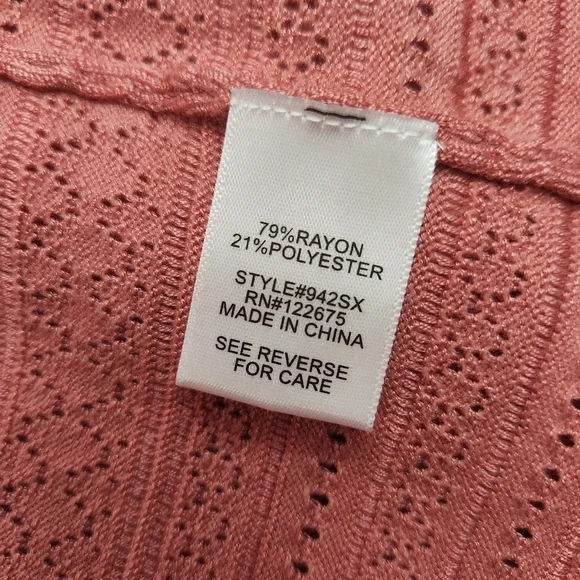 79%RAYON
21%POLYESTER
STYLE#942SX
RN#122675
MADE IN CHINA
SEE REVERSE
FOR CARE